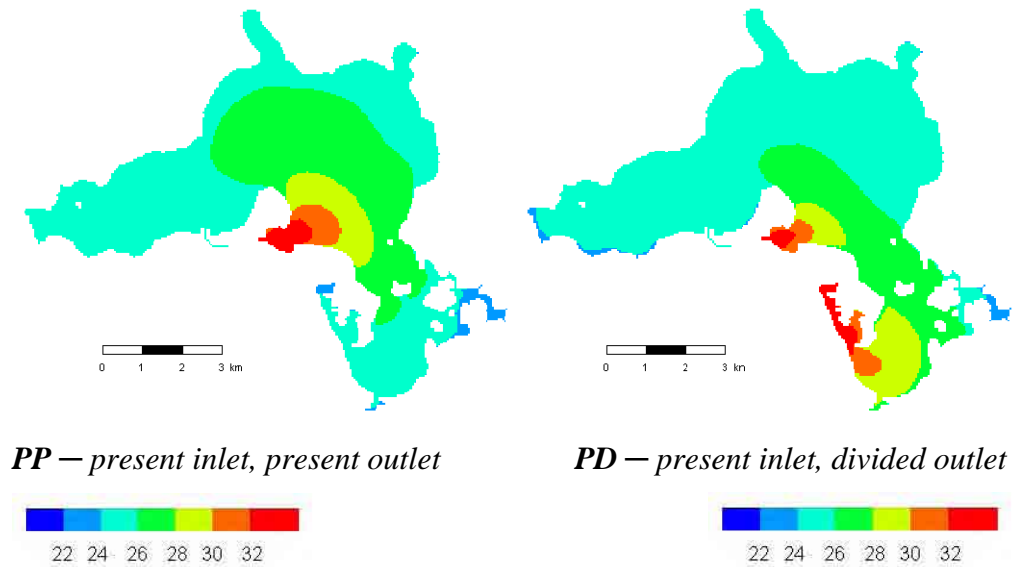 0 1 2 3 km
0 1 2 3 kn
PP — present inlet, present outlet
PD — present inlet, divided outlet
22 24 26 28 30 32
22 24 26 28 30 32